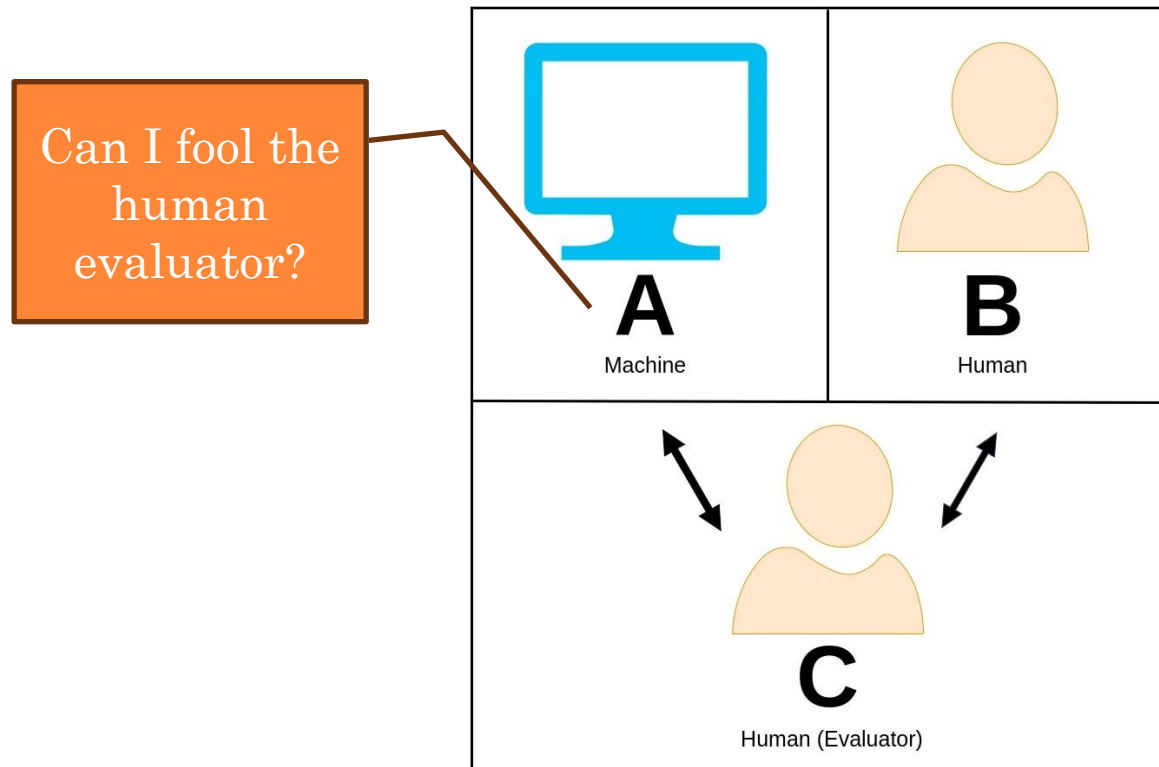 Can I fool the
human
evaluator?
A
Machine
B
Human
C
Human (Evaluator)